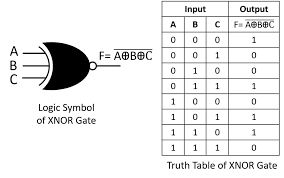 A
B
C
F= A⊕B⊕C
Logic Symbol
of XNOR Gate
Input Output
A B C F= A⊕B⊕C
0 0 0 1
0 0 1 0
0 1 0 0
0 1 1 1
1 0 0 0
1 0 1 1
1 1 0 1
1 1 1 0
Truth Table of XNOR Gate